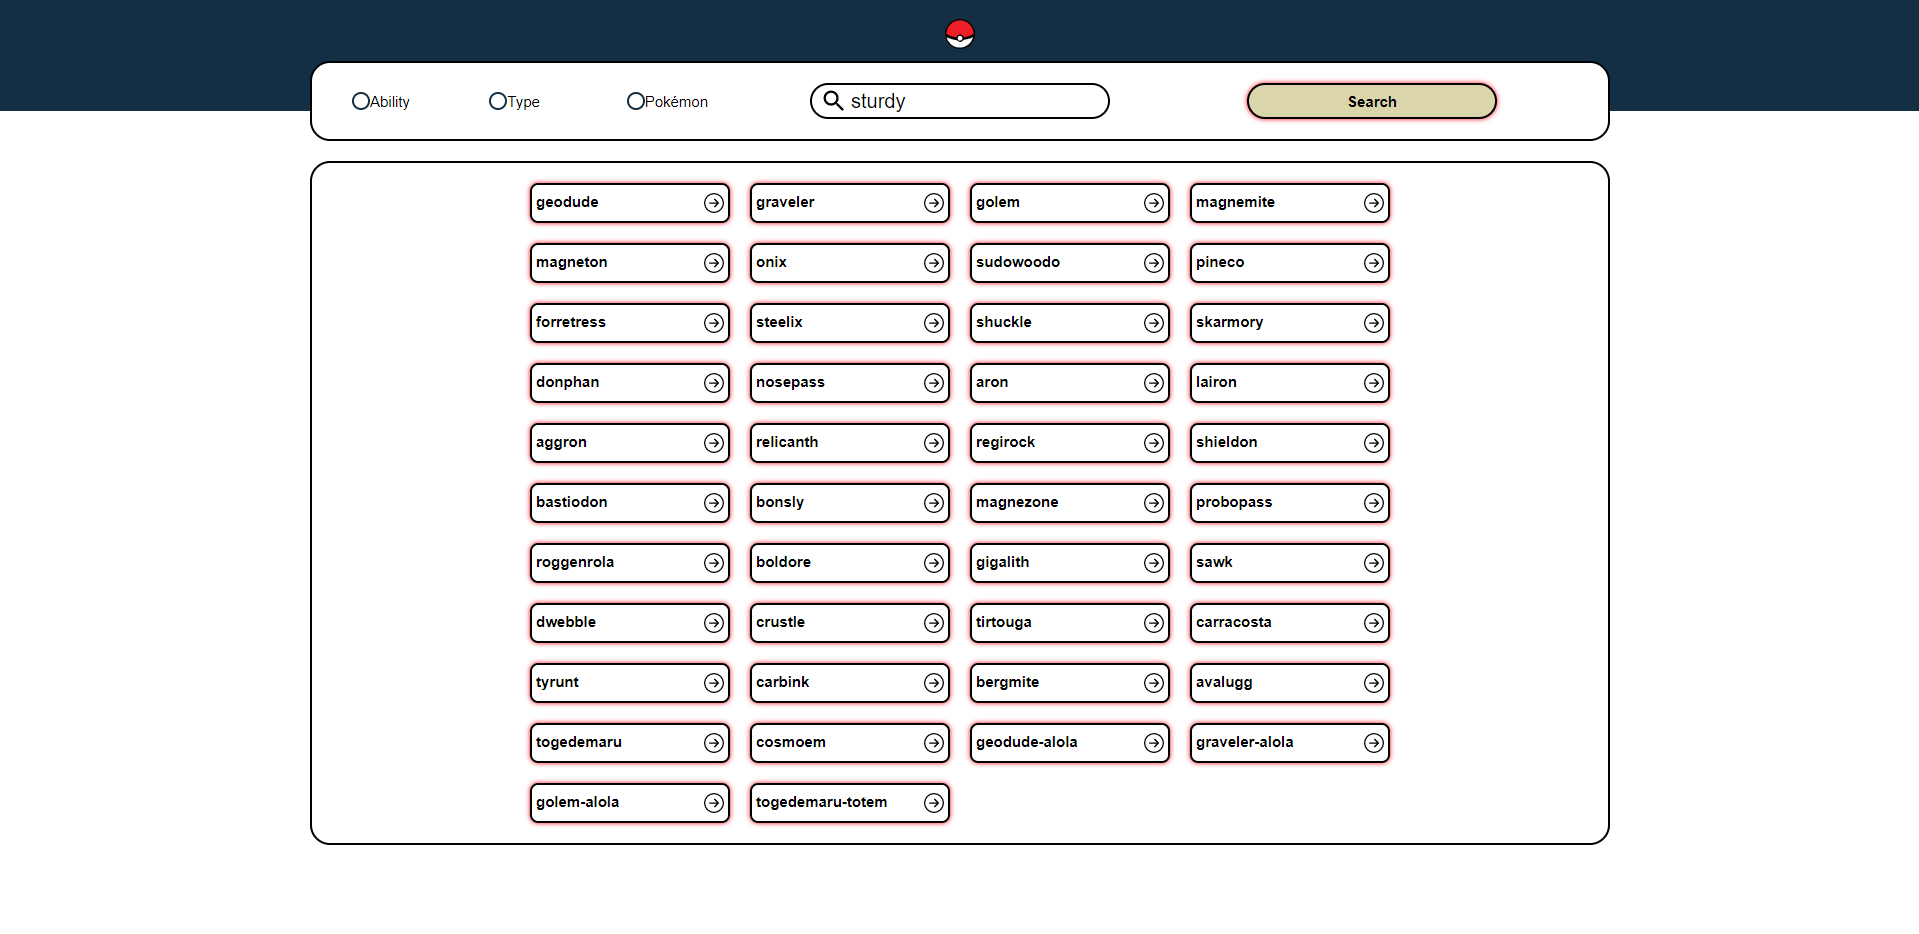 Ability Type Pokémon sturdy Search
geodude graveler golem magnemite
magneton onix sudowoodo pineco
forretress steelix shuckle skarmory
donphan nosepass aron lairon
aggron relicanth regirock shieldon
bastiodon bonsly magnezone probopass
roggenrola boldore gigalith sawk
dwebble crustle tirtouga carracosta
tyrunt carbink bergmite avalugg
togedemaru cosmoem geodude-alola graveler-alola
golem-alola togedemaru-totem